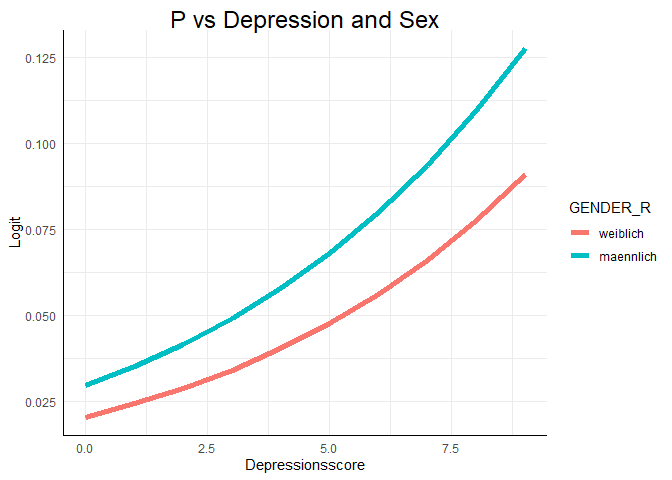 P vs Depression and Sex
0.125
0.100
0.075
0.050
0.025
Logit
0.0 2.5 5.0 7.5
Depressionsscore
GENDER_R
weiblich
maennlich